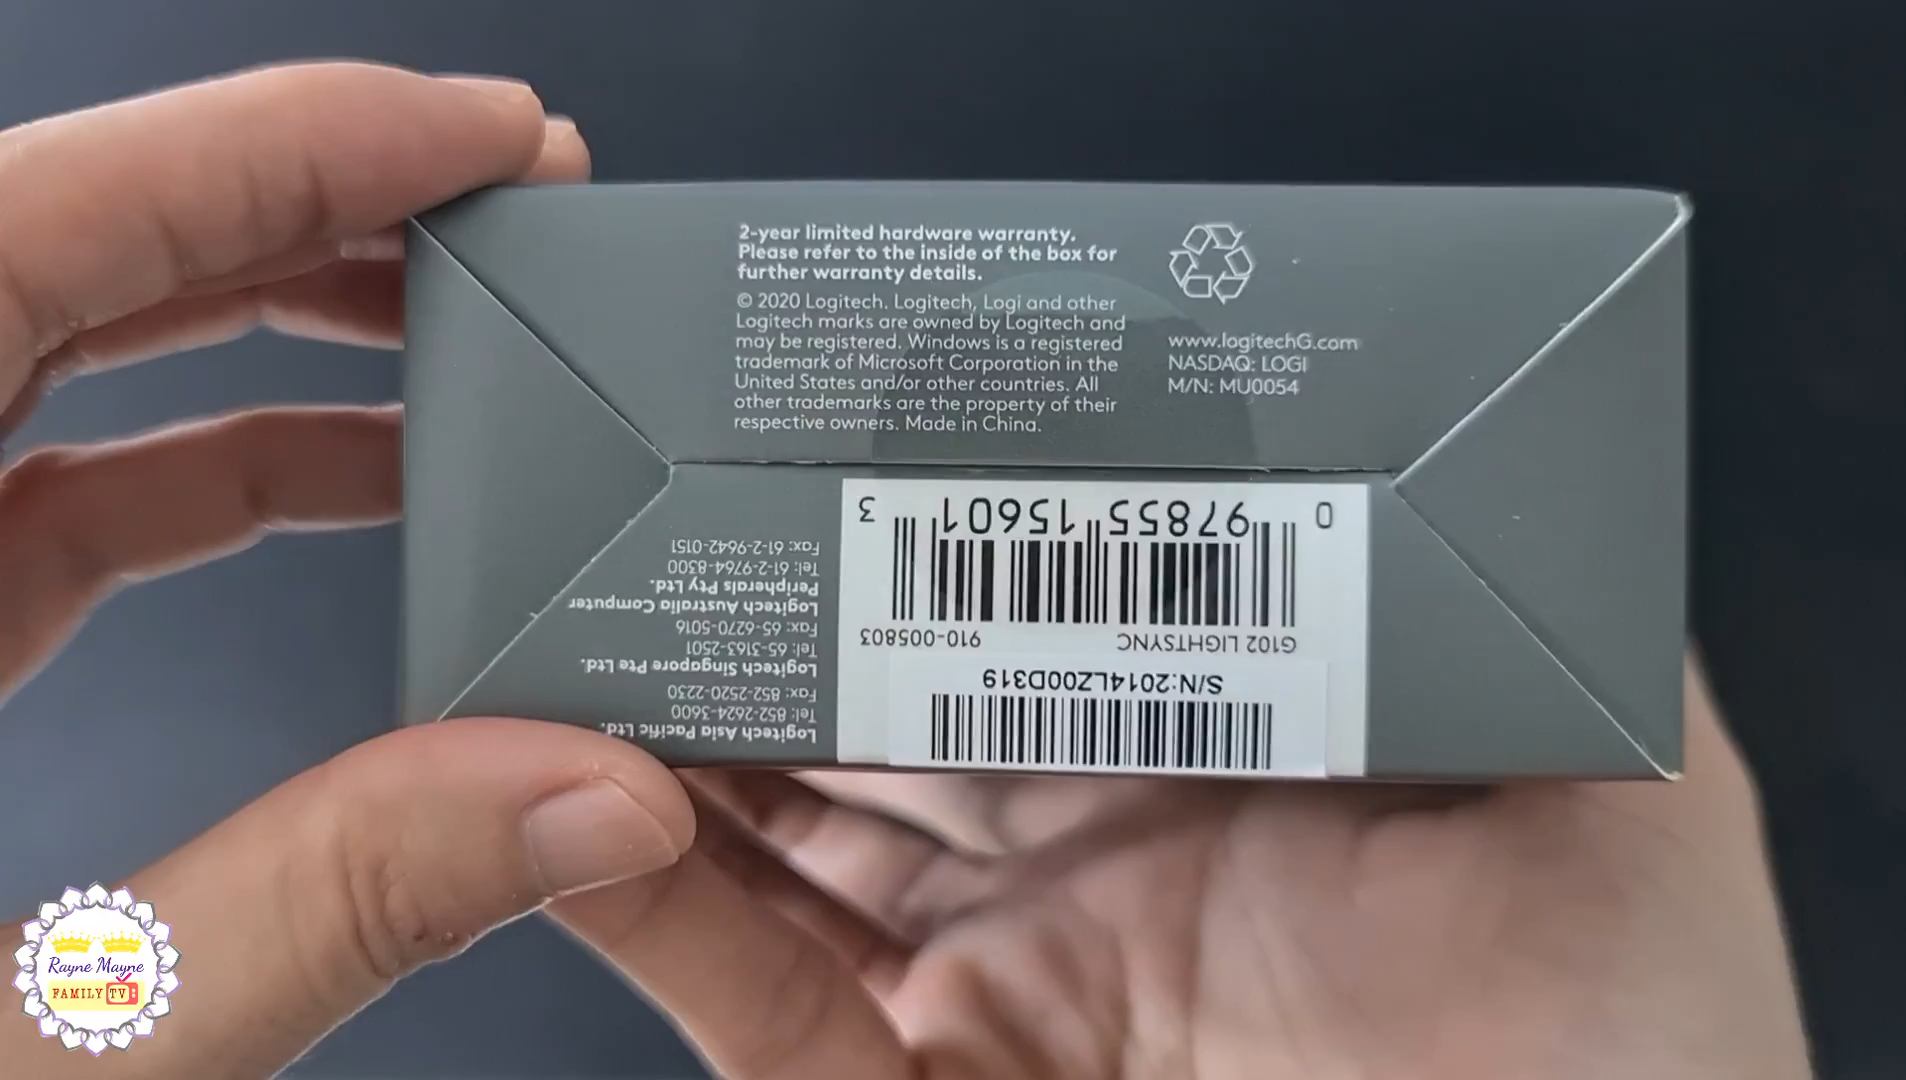 2-year limited hardware warranty.
Please refer to the inside of the box for
further warranty details.
© 2020 Logitech. Logitech, Logi and other
Logitech marks are owned by Logitech and
may be registered. Windows is a registered
trademark of Microsoft Corporation in the
United States and/or other countries. All
other trademarks are the property of their
respective owners. Made in China.
www.logitechG.com
NASDAQ: LOGI
M/N: MU0054
Logitech Asia Pacific Ltd.
Tel: 852-2624-3600
Fax: 852-2520-2230
Logitech Singapore Pte Ltd.
Tel: 65-3163-2501
Fax: 65-6270-5016
Logitech Australia Computer
Peripherals Pty Ltd.
Tel: 61-2-9764-8300
Fax: 61-2-9642-0151
S/N:2014LZ00D319
G102 LIGHTSYNC 910-005803
0 97855 15601 3
Rayne Mayne
FAMILY TV